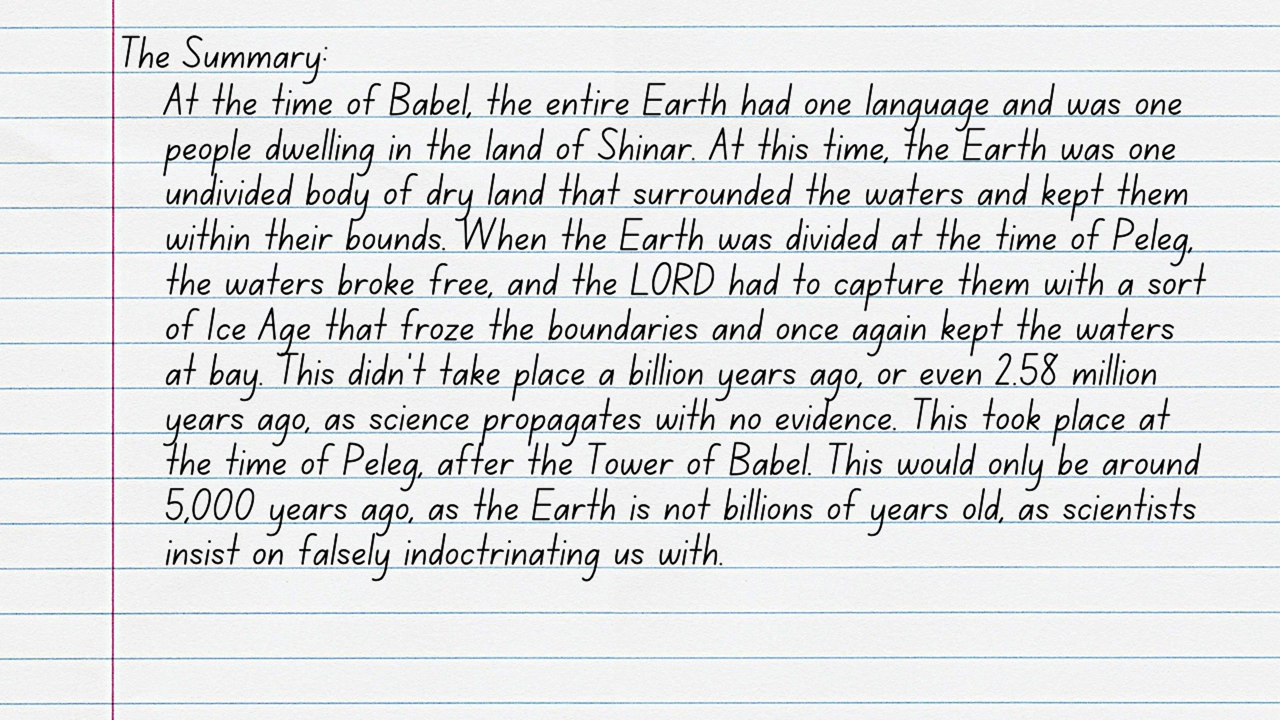 The Summary:
At the time of Babel, the entire Earth had one language and was one
people dwelling in the land of Shinar. At this time, the Earth was one
undivided body of dry land that surrounded the waters and kept them
within their bounds. When the Earth was divided at the time of Peleg,
the waters broke free, and the LORD had to capture them with a sort
of Ice Age that froze the boundaries and once again kept the waters
at bay. This didn't take place a billion years ago, or even 2.58 million
years ago, as science propagates with no evidence. This took place at
the time of Peleg, after the Tower of Babel. This would only be around
5,000 years ago, as the Earth is not billions of years old, as scientists
insist on falsely indoctrinating us with.